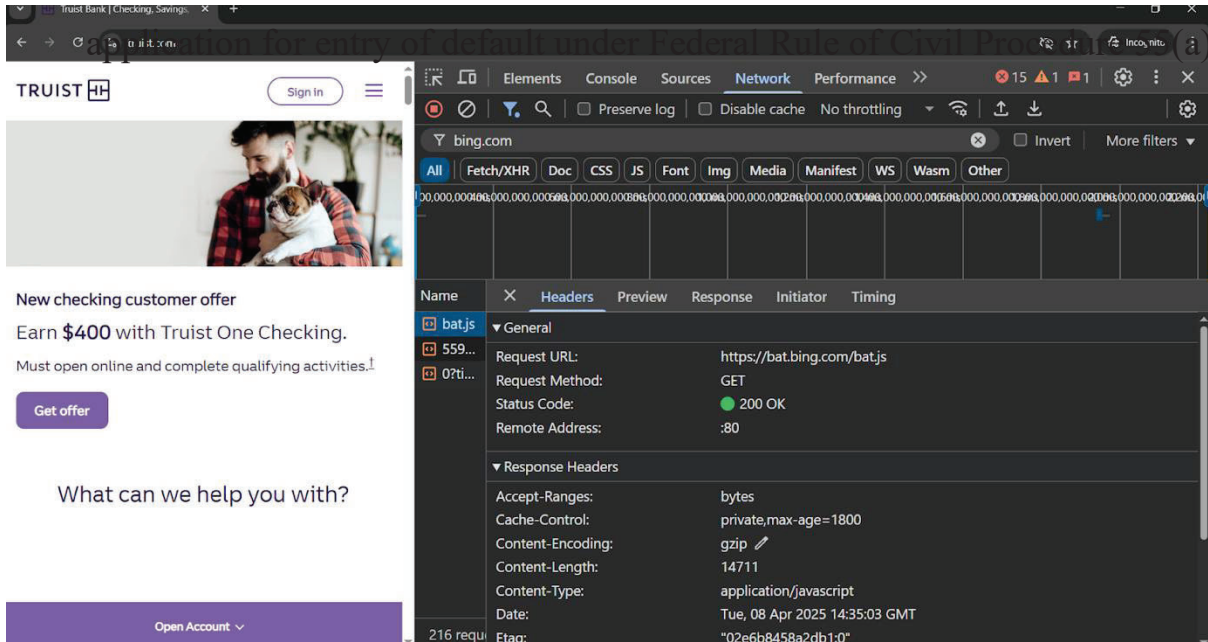 Truist Bank | Checking, Savings,
application for entry of default under Federal Rule of Civil Procedure
Incognito
TRUIST
Sign in
New checking customer offer
Earn $400 with Truist One Checking.
Must open online and complete qualifying activities.†
Get offer
What can we help you with?
Open Account
Elements Console Sources Network Performance 15 1 1
Preserve log Disable cache No throttling
bing.com Invert More filters
All Fetch/XHR Doc CSS JS Font Img Media Manifest WS Wasm Other
Name
bat.js
559...
0?ti...
216 requ
Headers Preview Response Initiator Timing
General
Request URL: https://bat.bing.com/bat.js
Request Method: GET
Status Code: 200 OK
Remote Address: :80
Response Headers
Accept-Ranges: bytes
Cache-Control: private,max-age=1800
Content-Encoding: gzip
Content-Length: 14711
Content-Type: application/javascript
Date: Tue, 08 Apr 2025 14:35:03 GMT
Etag: "02e6b8458a2db1:0"